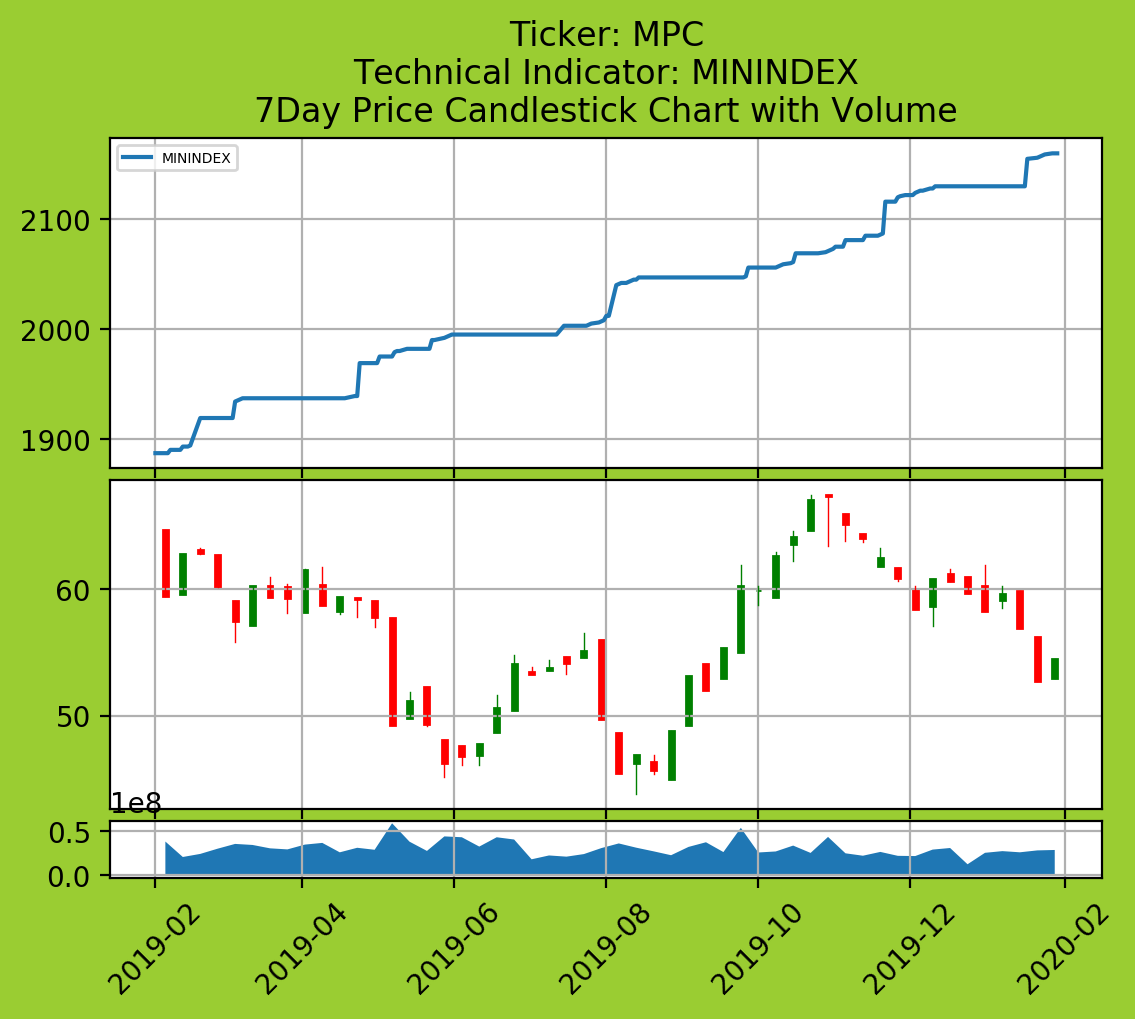 Ticker: MPC
Technical Indicator: MININDEX
7Day Price Candlestick Chart with Volume
MININDEX
2100
2000
1900
60
50
1e8
0.5
0.0
2019-02
2019-04
2019-06
2019-08
2019-10
2019-12
2020-02